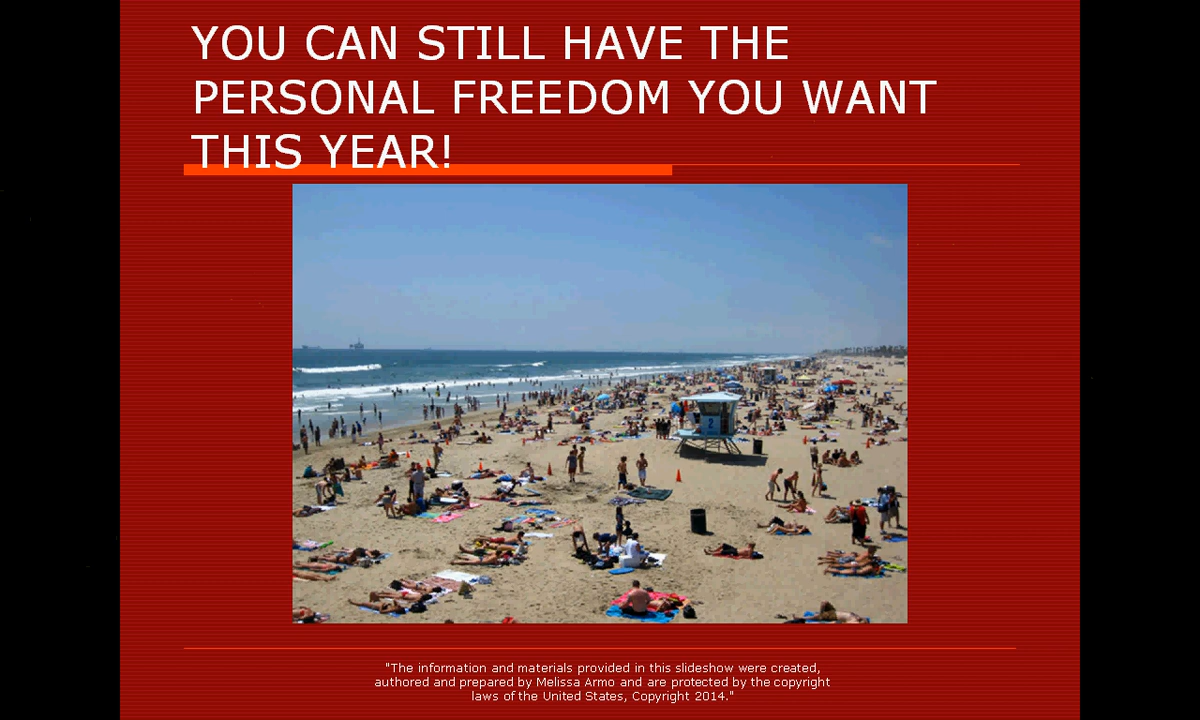 YOU CAN STILL HAVE THE
PERSONAL FREEDOM YOU WANT
THIS YEAR!
2
"The information and materials provided in this slideshow were created,
authored and prepared by Melissa Armo and are protected by the copyright
laws of the United States, Copyright 2014."